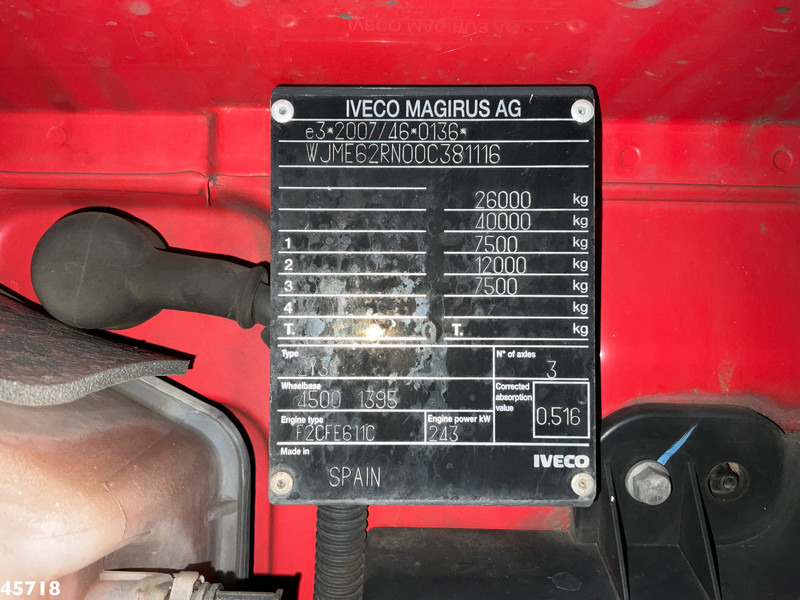 IVECO MAGIRUS AG
e3*2007/46*0136*
WJME62RN00C381116
26000 kg
40000 kg
1 7500 kg
2 12000 kg
3 7500 kg
4 kg
T. T. kg
Type N° of axles 3
Wheelbase 4500 1395
Corrected absorption value 0.516
Engine type F2CFE611C
Engine power kW 243
Made in SPAIN
IVECO
45718